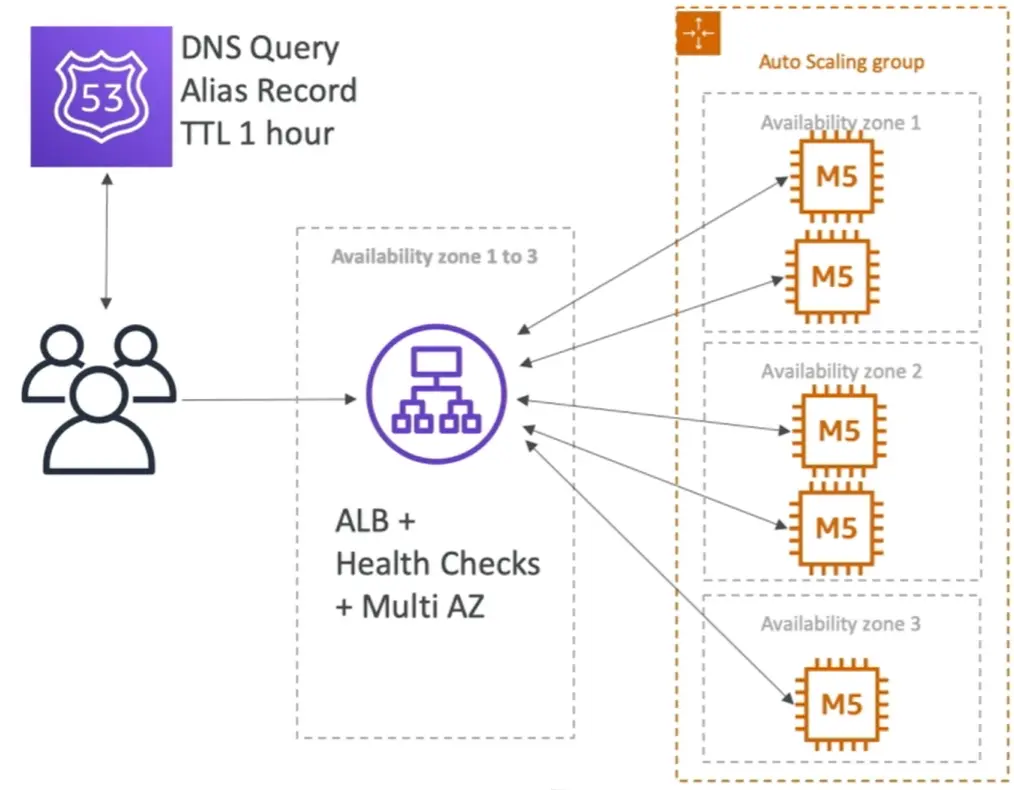 53
DNS Query
Alias Record
TTL 1 hour
Auto Scaling group
Availability zone 1
M5
M5
Availability zone 1 to 3
Availability zone 2
M5
M5
ALB +
Health Checks
+ Multi AZ
Availability zone 3
M5